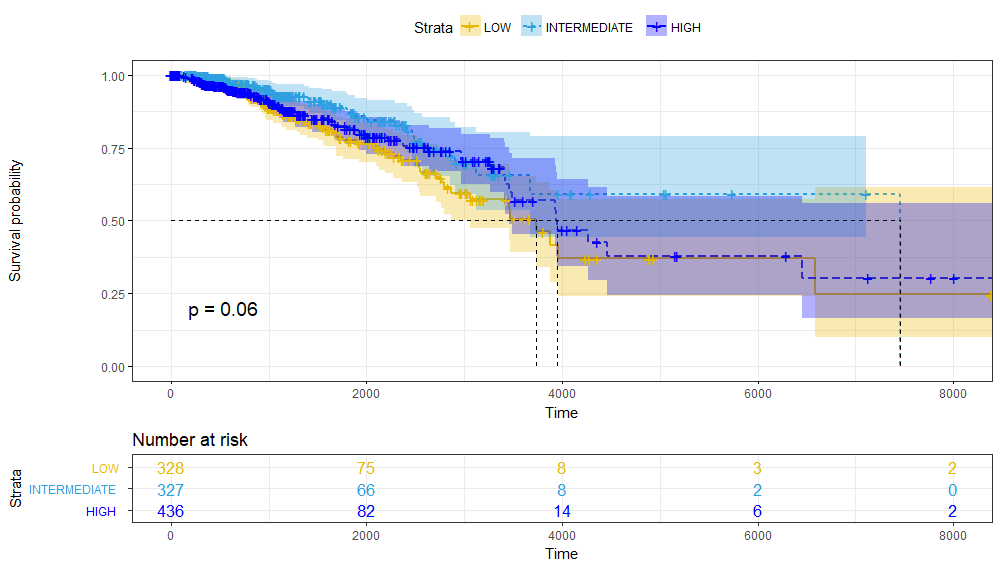 Strata LOW INTERMEDIATE HIGH
1.00
0.75
0.50
0.25
0.00
Survival probability
p = 0.06
0 2000 4000 6000 8000
Time
Number at risk
Strata
LOW 328 75 8 3 2
INTERMEDIATE 327 66 8 2 0
HIGH 436 82 14 6 2
0 2000 4000 6000 8000
Time